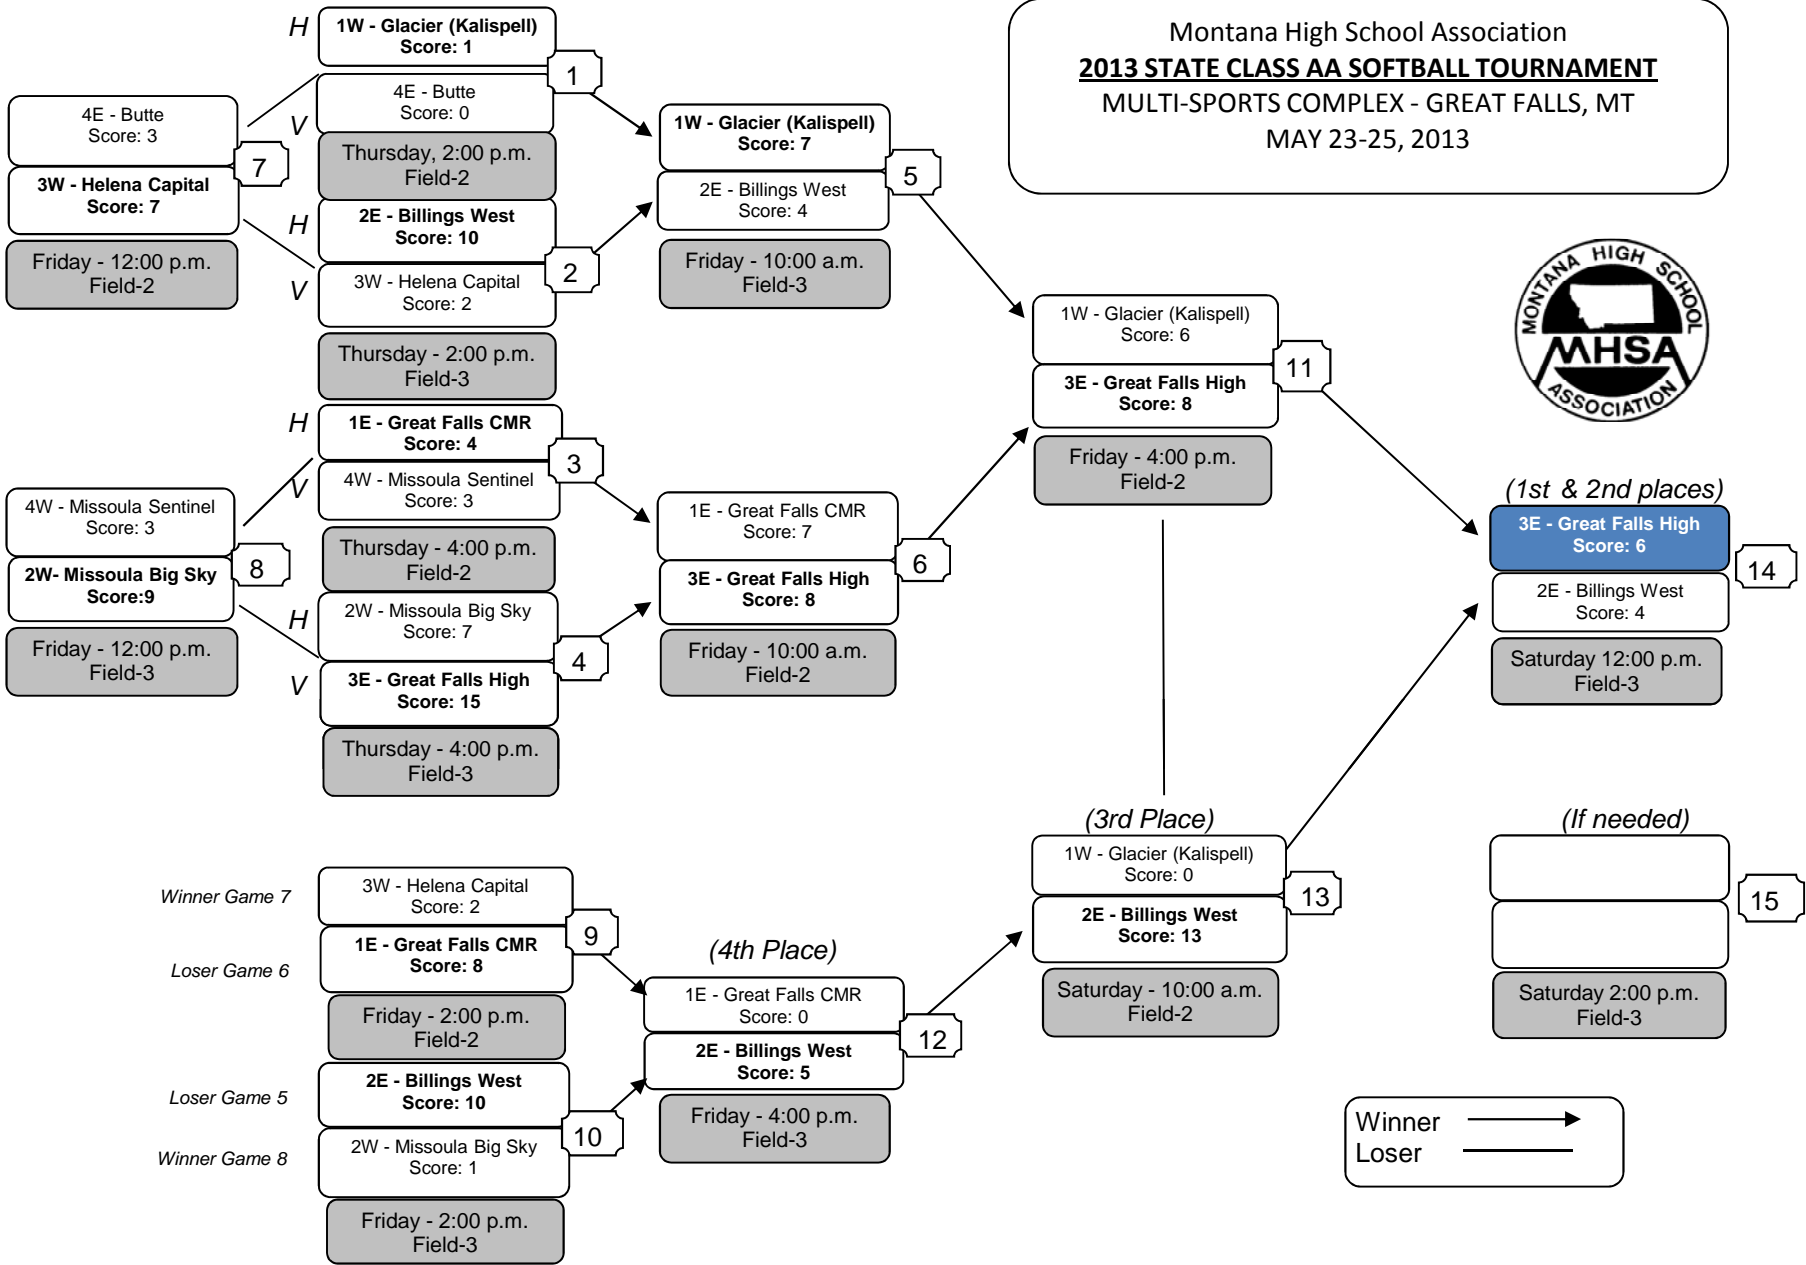 Montana High School Association
2013 STATE CLASS AA SOFTBALL TOURNAMENT
MULTI-SPORTS COMPLEX - GREAT FALLS, MT
MAY 23-25, 2013
MONTANA HIGH SCHOOL
MHSA
ASSOCIATION
4E - Butte
Score: 3
7
3W - Helena Capital
Score: 7
Friday - 12:00 p.m.
Field-2
4W - Missoula Sentinel
Score: 3
8
2W- Missoula Big Sky
Score:9
Friday - 12:00 p.m.
Field-3
H
1W - Glacier (Kalispell)
Score: 1
1
V
4E - Butte
Score: 0
Thursday, 2:00 p.m.
Field-2
H
2E - Billings West
Score: 10
2
V
3W - Helena Capital
Score: 2
Thursday - 2:00 p.m.
Field-3
H
1E - Great Falls CMR
Score: 4
3
V
4W - Missoula Sentinel
Score: 3
Thursday - 4:00 p.m.
Field-2
H
2W - Missoula Big Sky
Score: 7
4
V
3E - Great Falls High
Score: 15
Thursday - 4:00 p.m.
Field-3
1W - Glacier (Kalispell)
Score: 7
5
2E - Billings West
Score: 4
Friday - 10:00 a.m.
Field-3
1E - Great Falls CMR
Score: 7
6
3E - Great Falls High
Score: 8
Friday - 10:00 a.m.
Field-2
1W - Glacier (Kalispell)
Score: 6
11
3E - Great Falls High
Score: 8
Friday - 4:00 p.m.
Field-2
(1st & 2nd places)
3E - Great Falls High
Score: 6
14
2E - Billings West
Score: 4
Saturday 12:00 p.m.
Field-3
Winner Game 7
3W - Helena Capital
Score: 2
9
Loser Game 6
1E - Great Falls CMR
Score: 8
Friday - 2:00 p.m.
Field-2
Loser Game 5
2E - Billings West
Score: 10
10
Winner Game 8
2W - Missoula Big Sky
Score: 1
Friday - 2:00 p.m.
Field-3
(4th Place)
1E - Great Falls CMR
Score: 0
12
2E - Billings West
Score: 5
Friday - 4:00 p.m.
Field-3
(3rd Place)
1W - Glacier (Kalispell)
Score: 0
13
2E - Billings West
Score: 13
Saturday - 10:00 a.m.
Field-2
(If needed)
15
Saturday 2:00 p.m.
Field-3
Winner
Loser